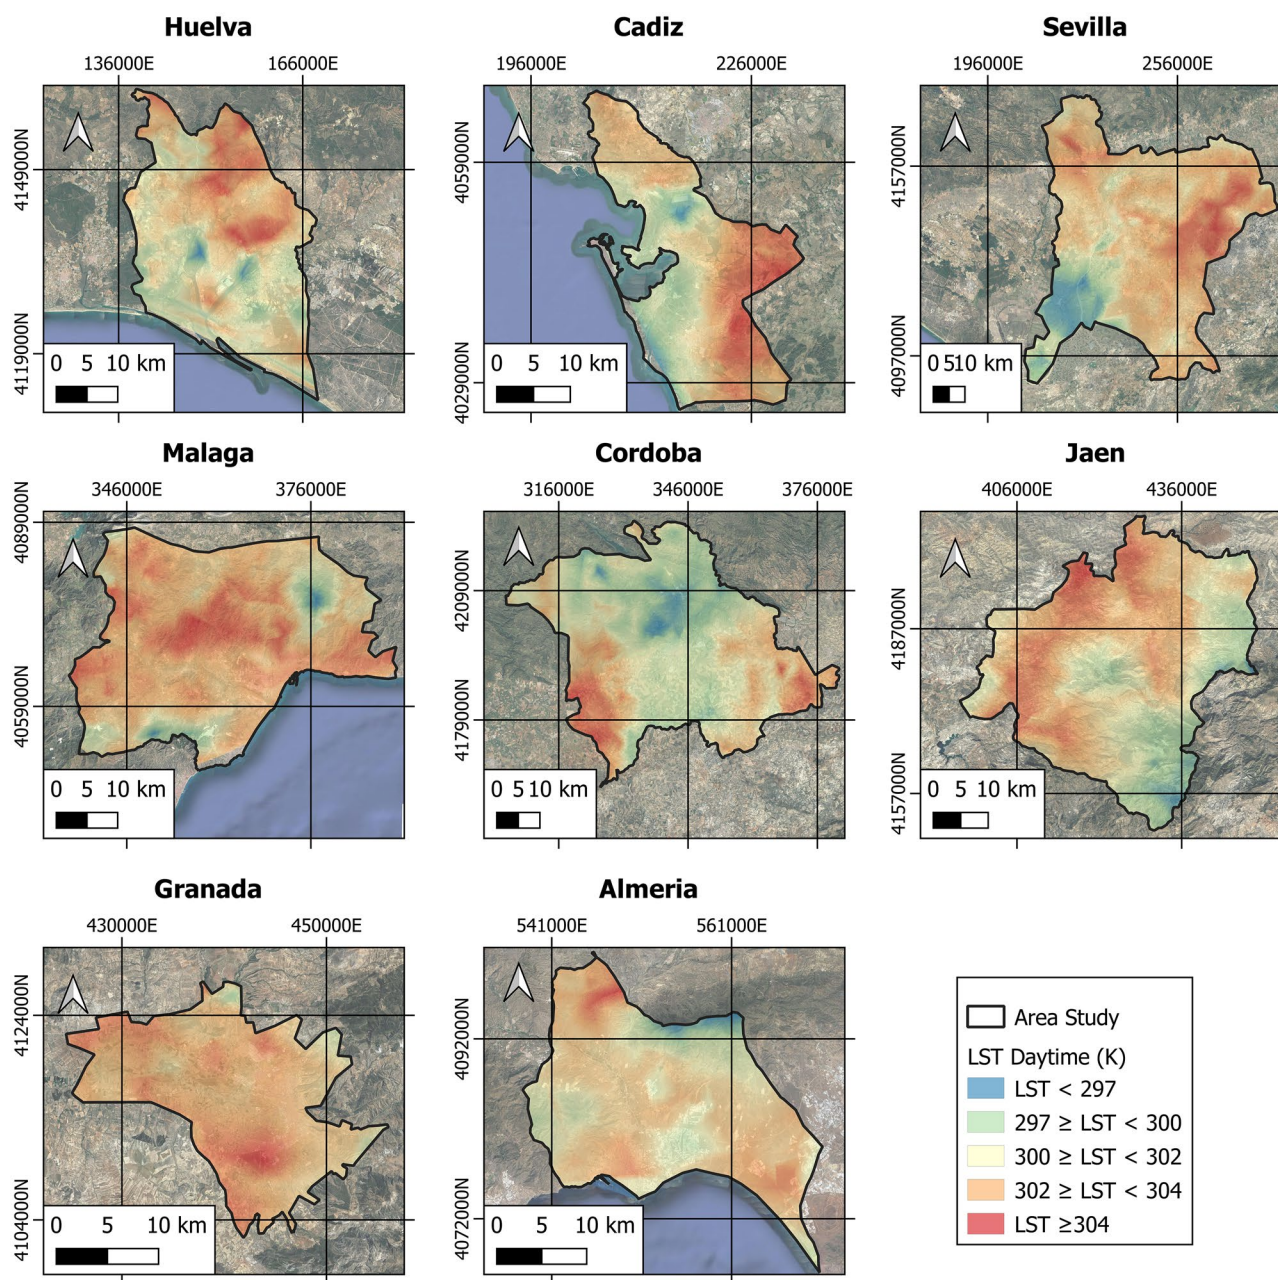 Huelva
136000E 166000E
4149000N
4119000N
0 5 10 km
Cadiz
196000E 226000E
4059000N
4029000N
0 5 10 km
Sevilla
196000E 256000E
4157000N
4097000N
0 510 km
Malaga
346000E 376000E
4089000N
4059000N
0 5 10 km
Cordoba
316000E 346000E 376000E
4209000N
4179000N
0 510 km
Jaen
406000E 436000E
4187000N
4157000N
0 5 10 km
Granada
430000E 450000E
4124000N
4104000N
0 5 10 km
Almeria
541000E 561000E
4092000N
4072000N
0 5 10 km
Area Study
LST Daytime (K)
LST < 297
297 ≥ LST < 300
300 ≥ LST < 302
302 ≥ LST < 304
LST ≥304